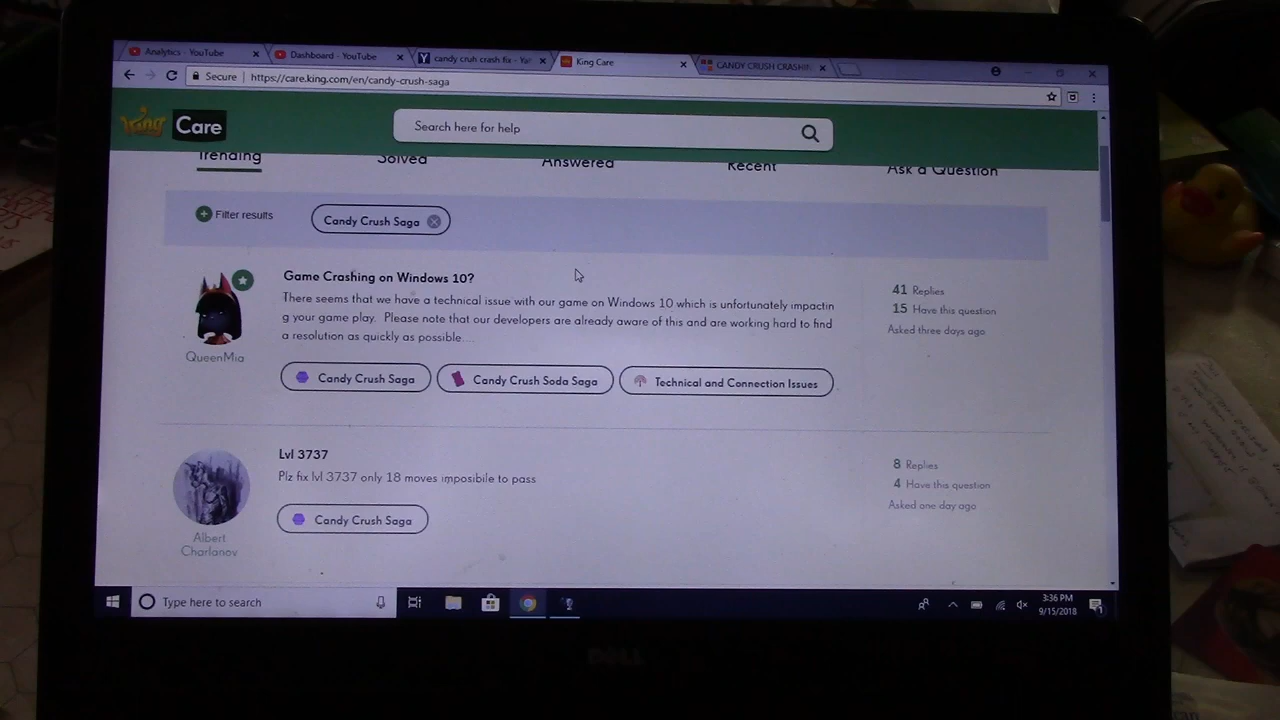 Analytics - YouTube
Dashboard - YouTube
candy cruh crash fix - Ya
King Care
CANDY CRUSH CRASHIN
Secure
https://care.king.com/en/candy-crush-saga
King Care
Search here for help
Trending
Solved
Answered
Recent
Ask a Question
Filter results
Candy Crush Saga
Game Crashing on Windows 10?
There seems that we have a technical issue with our game on Windows 10 which is unfortunately impactin
g your game play. Please note that our developers are already aware of this and are working hard to find
a resolution as quickly as possible....
QueenMia
41 Replies
15 Have this question
Asked three days ago
Candy Crush Saga
Candy Crush Soda Saga
Technical and Connection Issues
Lvl 3737
Plz fix lvl 3737 only 18 moves imposibile to pass
Albert
Charlanov
8 Replies
4 Have this question
Asked one day ago
Candy Crush Saga
Type here to search
3:36 PM
9/15/2018
1
DELL